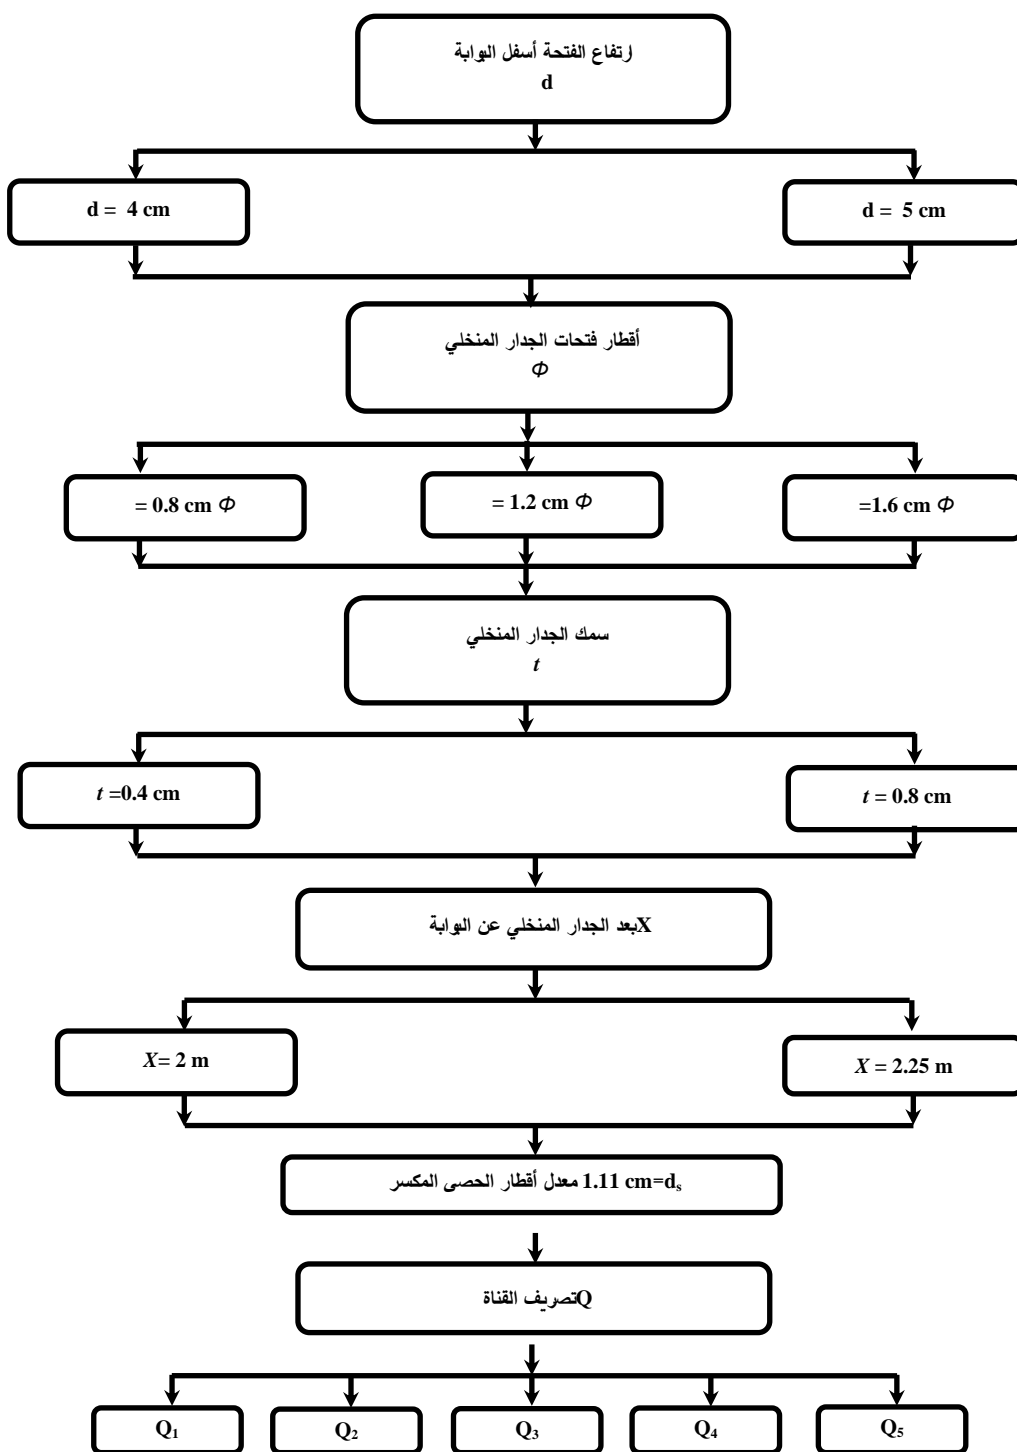 ارتفاع الفتحة أسفل البوابة
d
d = 4 cm
d = 5 cm
أقطار فتحات الجدار المنخلي
Φ
= 0.8 cm Φ
= 1.2 cm Φ
=1.6 cm Φ
سمك الجدار المنخلي
t
t =0.4 cm
t = 0.8 cm
Xبعد الجدار المنخلي عن البوابة
X= 2 m
X = 2.25 m
معدل أقطار الحصى المكسر 1.11 cm=dₛ
Qتصريف القناة
Q₁
Q₂
Q₃
Q₄
Q₅